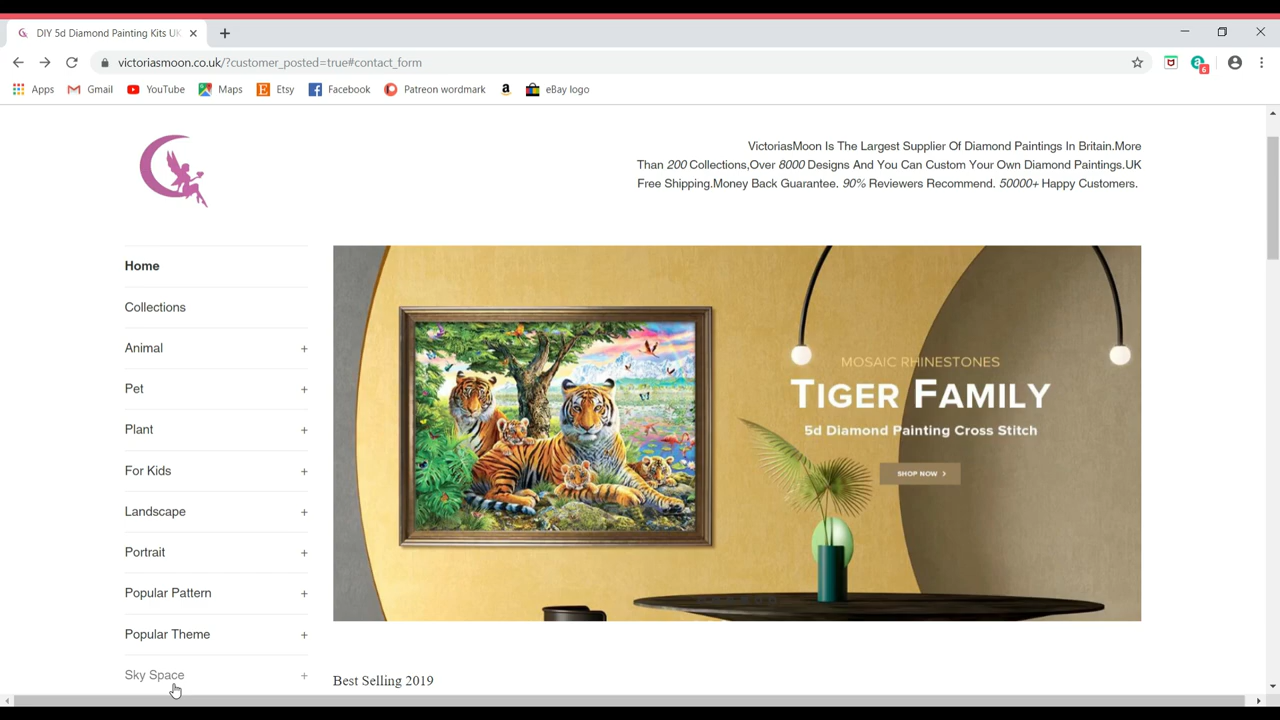 DIY 5d Diamond Painting Kits UK
victoriasmoon.co.uk/?customer_posted=true#contact_form
6
Apps Gmail YouTube Maps Etsy Facebook Patreon wordmark eBay logo
VictoriasMoon Is The Largest Supplier Of Diamond Paintings In Britain.More
Than 200 Collections,Over 8000 Designs And You Can Custom Your Own Diamond Paintings.UK
Free Shipping.Money Back Guarantee. 90% Reviewers Recommend. 50000+ Happy Customers.
Home
Collections
Animal +
Pet +
Plant +
For Kids +
Landscape +
Portrait +
Popular Pattern +
Popular Theme +
Sky Space +
MOSAIC RHINESTONES
TIGER FAMILY
5d Diamond Painting Cross Stitch
SHOP NOW >
Best Selling 2019